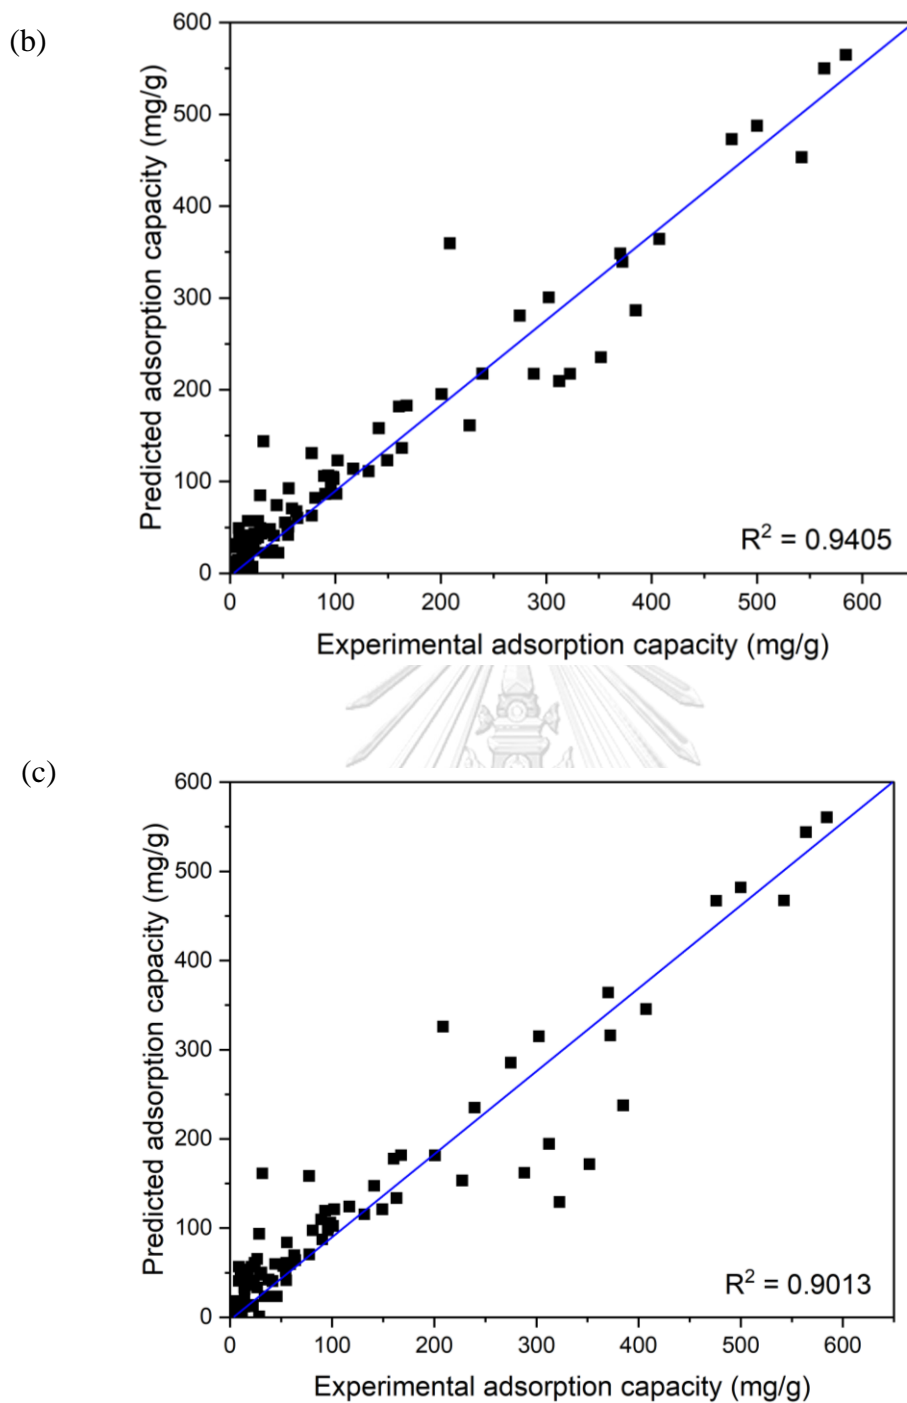 (b)
600
500
400
300
200
100
0
Predicted adsorption capacity (mg/g)
R² = 0.9405
0 100 200 300 400 500 600
Experimental adsorption capacity (mg/g)
(c)
600
500
400
300
200
100
0
Predicted adsorption capacity (mg/g)
R² = 0.9013
0 100 200 300 400 500 600
Experimental adsorption capacity (mg/g)